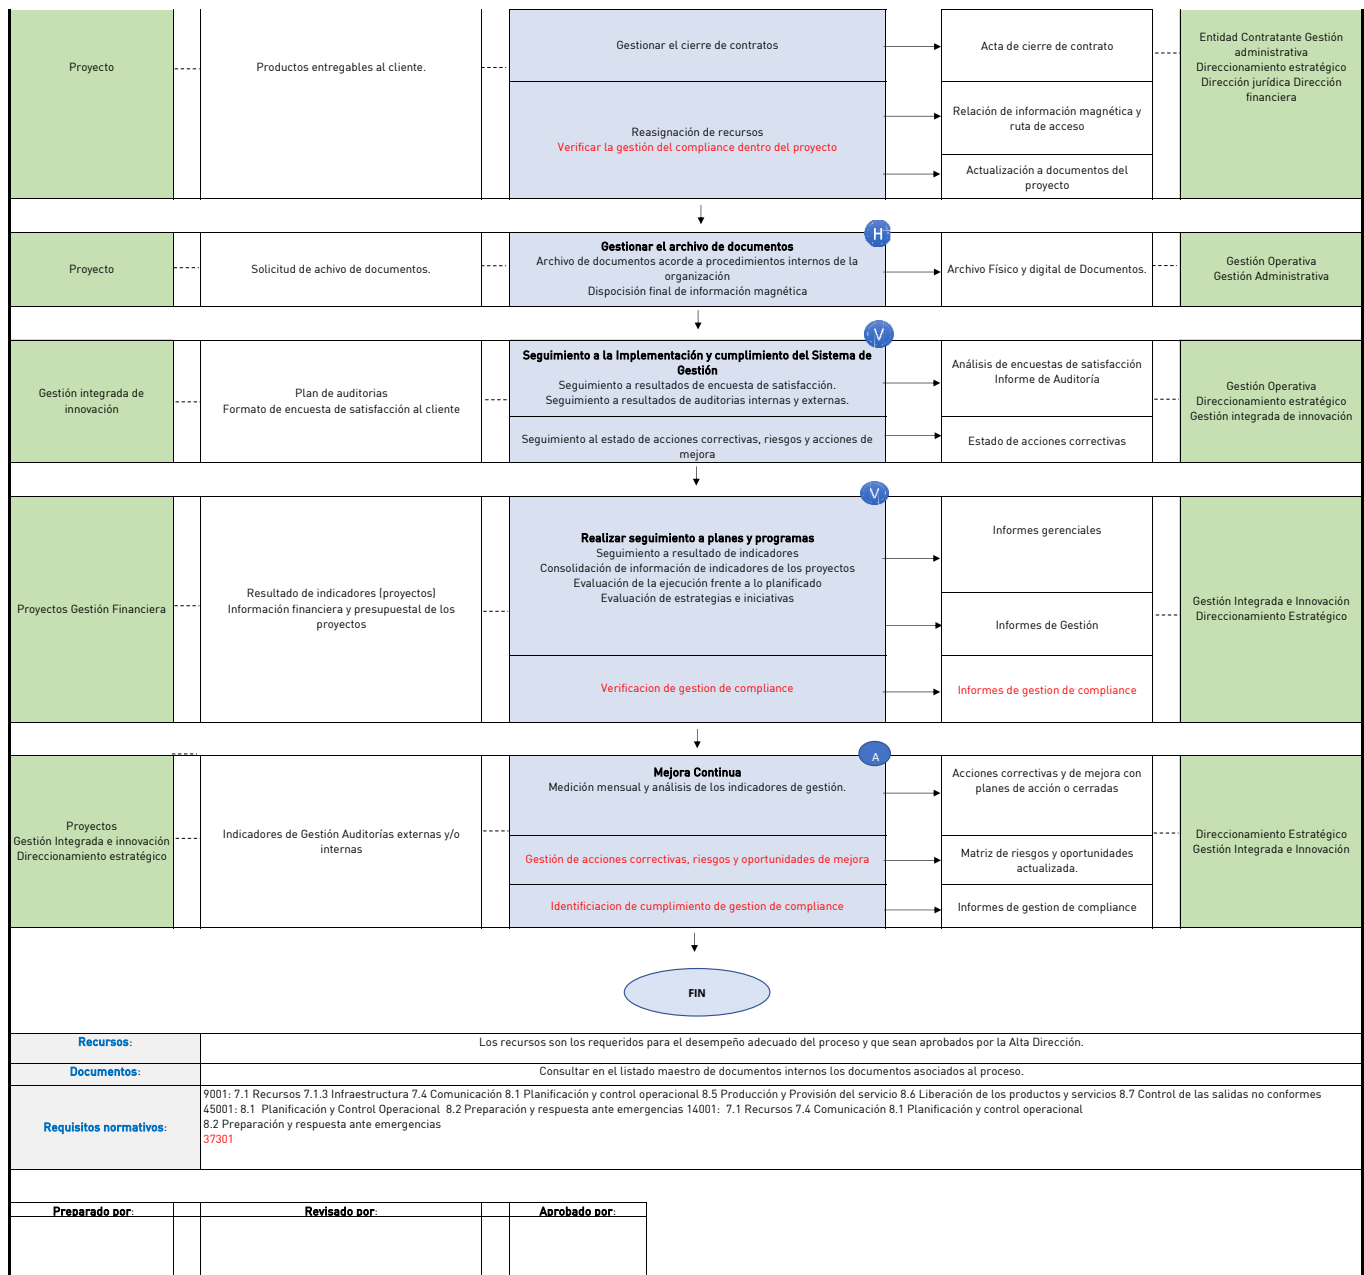 Proyecto
Productos entregables al cliente.
Gestionar el cierre de contratos
Reasignación de recursos
Verificar la gestión del compliance dentro del proyecto
Acta de cierre de contrato
Relación de información magnética y
ruta de acceso
Actualización a documentos del
proyecto
Entidad Contratante Gestión
administrativa
Direccionamiento estratégico
Dirección jurídica Dirección
financiera
Proyecto
Solicitud de achivo de documentos.
H
Gestionar el archivo de documentos
Archivo de documentos acorde a procedimientos internos de la
organización
Dispocisión final de información magnética
Archivo Físico y digital de Documentos.
Gestión Operativa
Gestión Administrativa
Gestión integrada de
innovación
Plan de auditorias
Formato de encuesta de satisfacción al cliente
V
Seguimiento a la Implementación y cumplimiento del Sistema de
Gestión
Seguimiento a resultados de encuesta de satisfacción.
Seguimiento a resultados de auditorias internas y externas.
Seguimiento al estado de acciones correctivas, riesgos y acciones de
mejora
Análisis de encuestas de satisfacción
Informe de Auditoría
Estado de acciones correctivas
Gestión Operativa
Direccionamiento estratégico
Gestión integrada de innovación
Proyectos Gestión Financiera
Resultado de indicadores (proyectos)
Información financiera y presupuestal de los
proyectos
V
Realizar seguimiento a planes y programas
Seguimiento a resultado de indicadores
Consolidación de información de indicadores de los proyectos
Evaluación de la ejecución frente a lo planificado
Evaluación de estrategias e iniciativas
Verificacion de gestion de compliance
Informes gerenciales
Informes de Gestión
Informes de gestion de compliance
Gestión Integrada e Innovación
Direccionamiento Estratégico
Proyectos
Gestión Integrada e innovación
Direccionamiento estratégico
Indicadores de Gestión Auditorías externas y/o
internas
A
Mejora Continua
Medición mensual y análisis de los indicadores de gestión.
Gestión de acciones correctivas, riesgos y oportunidades de mejora
Identificiacion de cumplimiento de gestion de compliance
Acciones correctivas y de mejora con
planes de acción o cerradas
Matriz de riesgos y oportunidades
actualizada.
Informes de gestion de compliance
Direccionamiento Estratégico
Gestión Integrada e Innovación
FIN
Recursos:
Los recursos son los requeridos para el desempeño adecuado del proceso y que sean aprobados por la Alta Dirección.
Documentos:
Consultar en el listado maestro de documentos internos los documentos asociados al proceso.
Requisitos normativos:
9001: 7.1 Recursos 7.1.3 Infraestructura 7.4 Comunicación 8.1 Planificación y control operacional 8.5 Producción y Provisión del servicio 8.6 Liberación de los productos y servicios 8.7 Control de las salidas no conformes
45001: 8.1 Planificación y Control Operacional 8.2 Preparación y respuesta ante emergencias 14001: 7.1 Recursos 7.4 Comunicación 8.1 Planificación y control operacional
8.2 Preparación y respuesta ante emergencias
37301
Preparado por:
Revisado por:
Aprobado por: